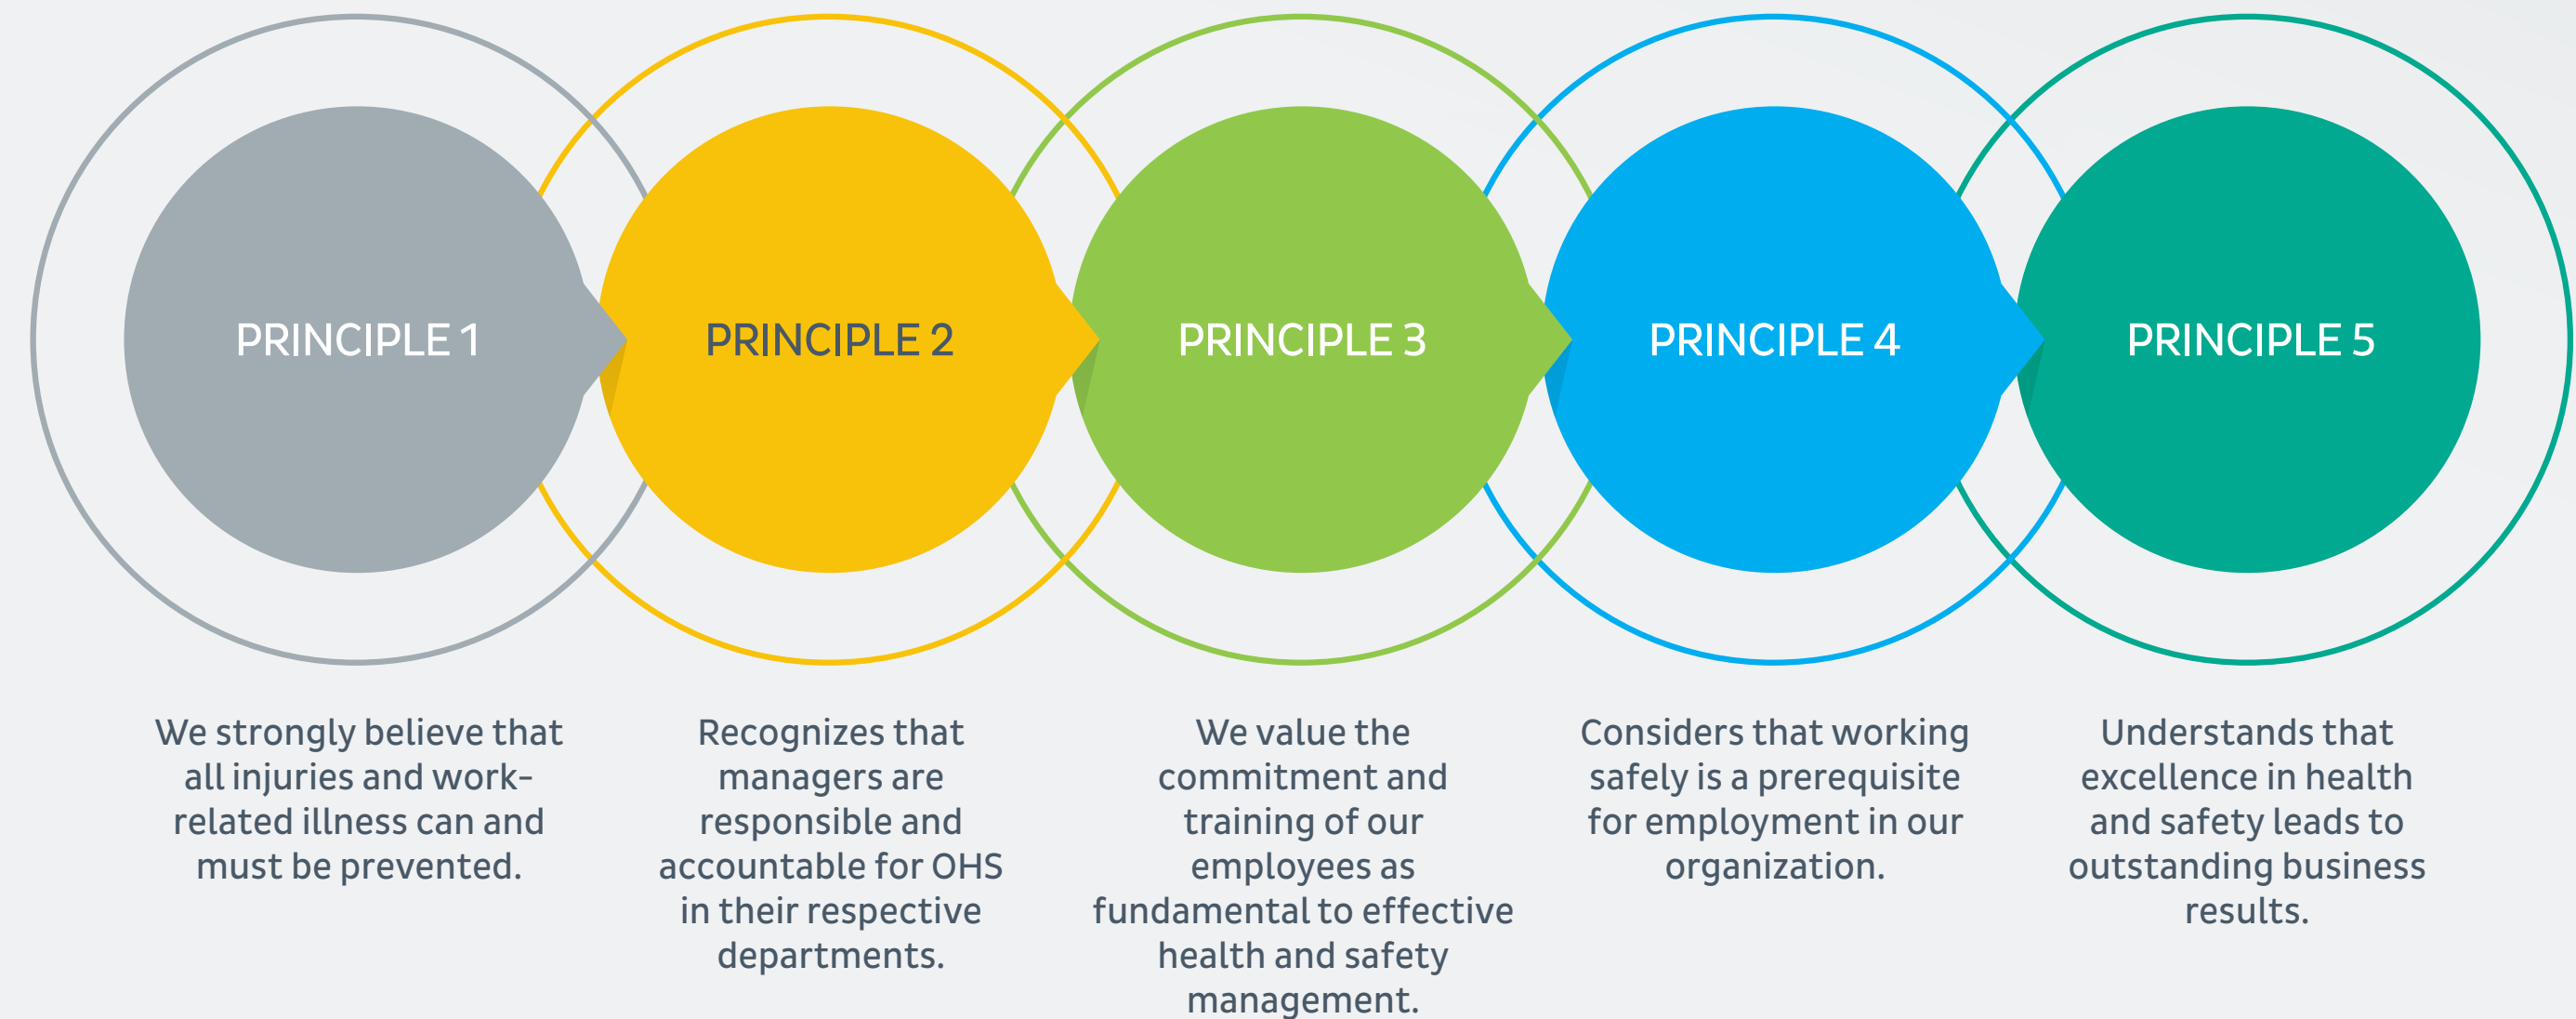 PRINCIPLE 1
PRINCIPLE 2
PRINCIPLE 3
PRINCIPLE 4
PRINCIPLE 5
We strongly believe that
all injuries and work-
related illness can and
must be prevented.
Recognizes that
managers are
responsible and
accountable for OHS
in their respective
departments.
We value the
commitment and
training of our
employees as
fundamental to effective
health and safety
management.
Considers that working
safely is a prerequisite
for employment in our
organization.
Understands that
excellence in health
and safety leads to
outstanding business
results.